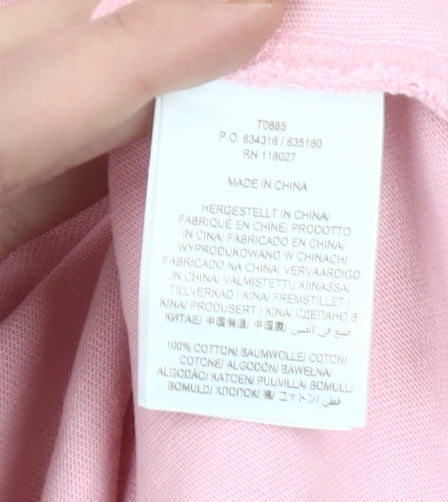 T0885
P.O. 634316 / 635180
RN 118027
MADE IN CHINA
HERGESTELLT IN CHINA/
FABRIQUÉ EN CHINE/ PRODOTTO
IN CINA/ FABRICADO EN CHINA/
WYPRODUKOWANO W CHINACH/
FABRICADO NA CHINA/ VERVAARDIGD
IN CHINA/ VALMISTETTU KIINASSA/
TILLVERKAD I KINA/ FREMSTILLET I
KINA/ PRODUSERT I KINA/ СДЕЛАНО В
КИТАЕ/ 中国製造/ 中国製/ صنع في الصين
100% COTTON/ BAUMWOLLE/ COTON/
COTONE/ ALGODÓN/ BAWEŁNA/
ALGODÃO/ KATOEN/ PUUVILLA/ BOMULL/
BOMULD/ ХЛОПОК/ 棉/ コットン/ قطن/